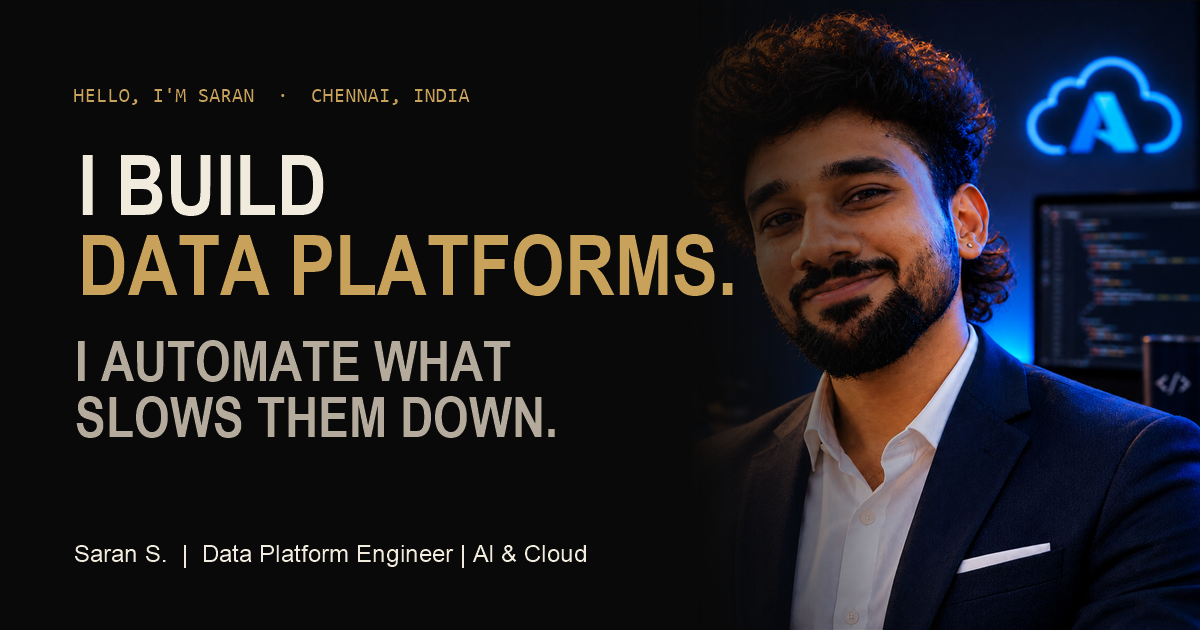 HELLO, I'M SARAN · CHENNAI, INDIA
I BUILD
DATA PLATFORMS.
I AUTOMATE WHAT
SLOWS THEM DOWN.
Saran S. | Data Platform Engineer | AI & Cloud
A
</>